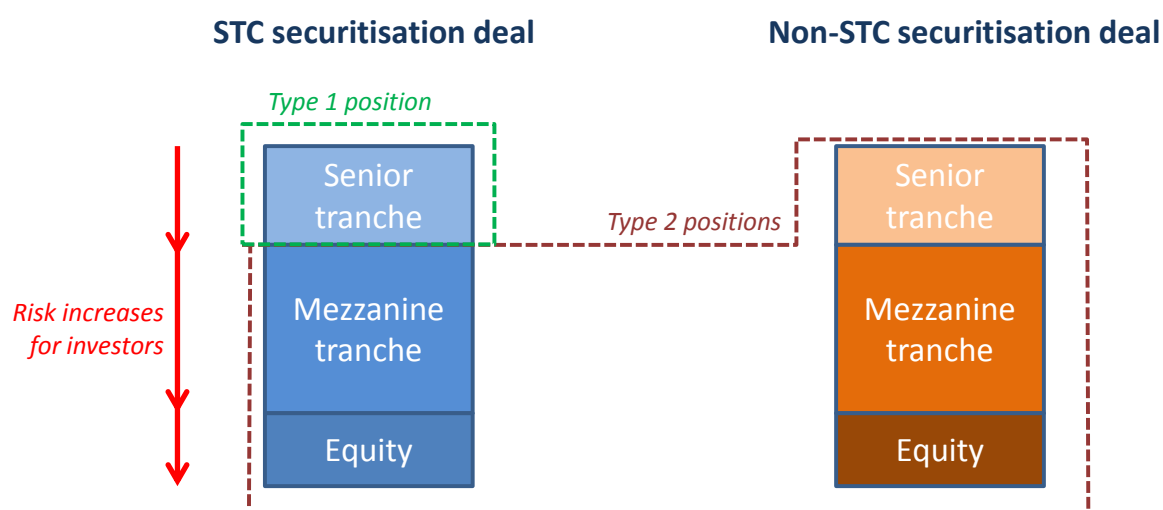 STC securitisation deal
Non-STC securitisation deal
Type 1 position
Senior
tranche
Type 2 positions
Senior
tranche
Risk increases
for investors
Mezzanine
tranche
Mezzanine
tranche
Equity
Equity